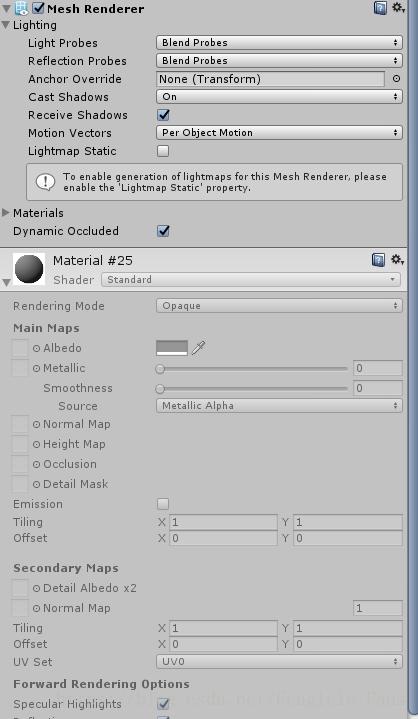 Mesh Renderer
Lighting
Light Probes Blend Probes
Reflection Probes Blend Probes
Anchor Override None (Transform)
Cast Shadows On
Receive Shadows
Motion Vectors Per Object Motion
Lightmap Static
To enable generation of lightmaps for this Mesh Renderer, please
enable the 'Lightmap Static' property.
Materials
Dynamic Occluded
Material #25
Shader Standard
Rendering Mode Opaque
Main Maps
Albedo
Metallic 0
Smoothness 0
Source Metallic Alpha
Normal Map
Height Map
Occlusion
Detail Mask
Emission
Tiling X 1 Y 1
Offset X 0 Y 0
Secondary Maps
Detail Albedo x2
Normal Map 1
Tiling X 1 Y 1
Offset X 0 Y 0
UV Set UV0
Forward Rendering Options
Specular Highlights